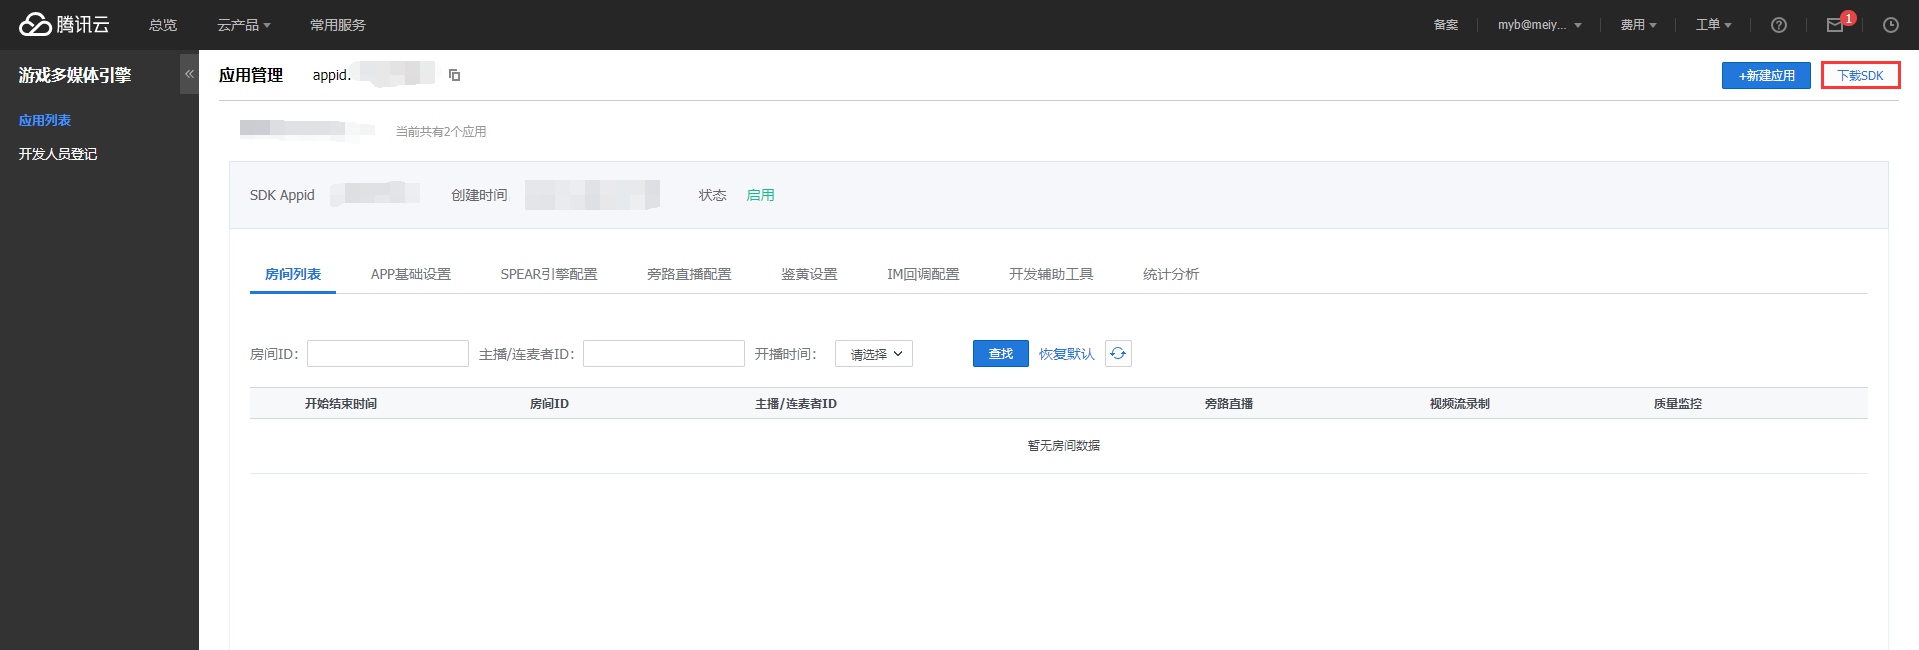 腾讯云 总览 云产品 常用服务 备案 myb@meiy... 费用 工单 1
游戏多媒体引擎
应用列表
开发人员登记
应用管理 appid. +新建应用 下载SDK
当前共有2个应用
SDK Appid 创建时间 状态 启用
房间列表 APP基础设置 SPEAR引擎配置 旁路直播配置 鉴黄设置 IM回调配置 开发辅助工具 统计分析
房间ID: 主播/连麦者ID: 开播时间: 请选择 查找 恢复默认
开始结束时间 房间ID 主播/连麦者ID 旁路直播 视频流录制 质量监控
暂无房间数据